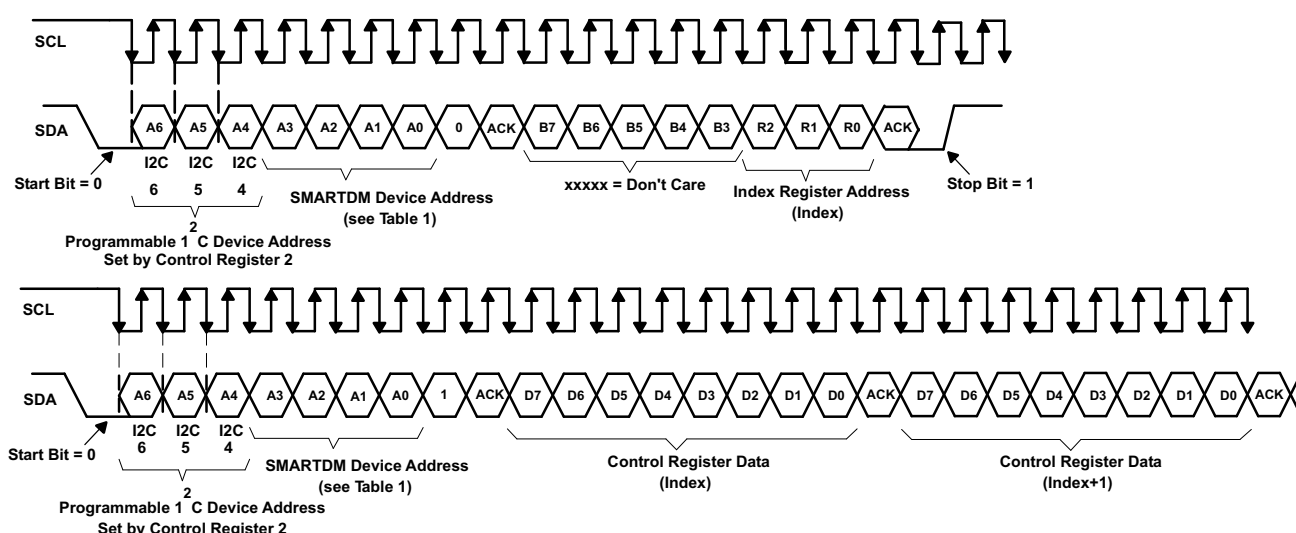 SCL
SDA A6 A5 A4 A3 A2 A1 A0 0 ACK B7 B6 B5 B4 B3 R2 R1 R0 ACK
Start Bit = 0
I2C I2C I2C
6 5 4
SMARTDM Device Address
(see Table 1)
xxxxx = Don't Care
Index Register Address
(Index)
Stop Bit = 1
2
Programmable 1 C Device Address
Set by Control Register 2
SCL
SDA A6 A5 A4 A3 A2 A1 A0 1 ACK D7 D6 D5 D4 D3 D2 D1 D0 ACK D7 D6 D5 D4 D3 D2 D1 D0 ACK
Start Bit = 0
I2C I2C I2C
6 5 4
SMARTDM Device Address
(see Table 1)
Control Register Data
(Index)
Control Register Data
(Index+1)
2
Programmable 1 C Device Address
Set by Control Register 2